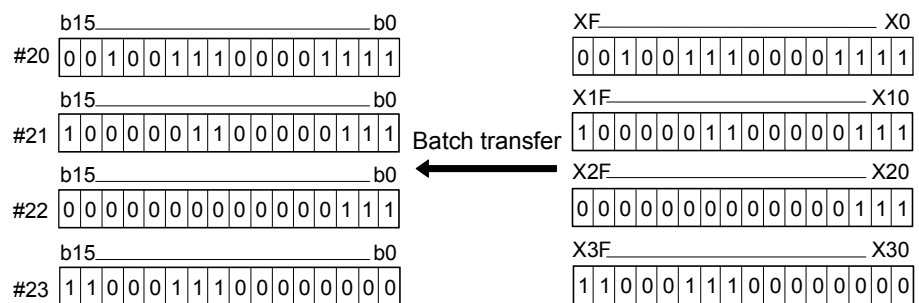 b15 b0 XF X0
#20 0 0 1 0 0 1 1 1 0 0 0 0 1 1 1 1 0 0 1 0 0 1 1 1 0 0 0 0 1 1 1 1
b15 b0 X1F X10
#21 1 0 0 0 0 0 1 1 0 0 0 0 0 1 1 1 1 0 0 0 0 0 1 1 0 0 0 0 0 1 1 1
Batch transfer
b15 b0 X2F X20
#22 0 0 0 0 0 0 0 0 0 0 0 0 0 1 1 1 0 0 0 0 0 0 0 0 0 0 0 0 0 1 1 1
b15 b0 X3F X30
#23 1 1 0 0 0 1 1 1 0 0 0 0 0 0 0 0 1 1 0 0 0 1 1 1 0 0 0 0 0 0 0 0